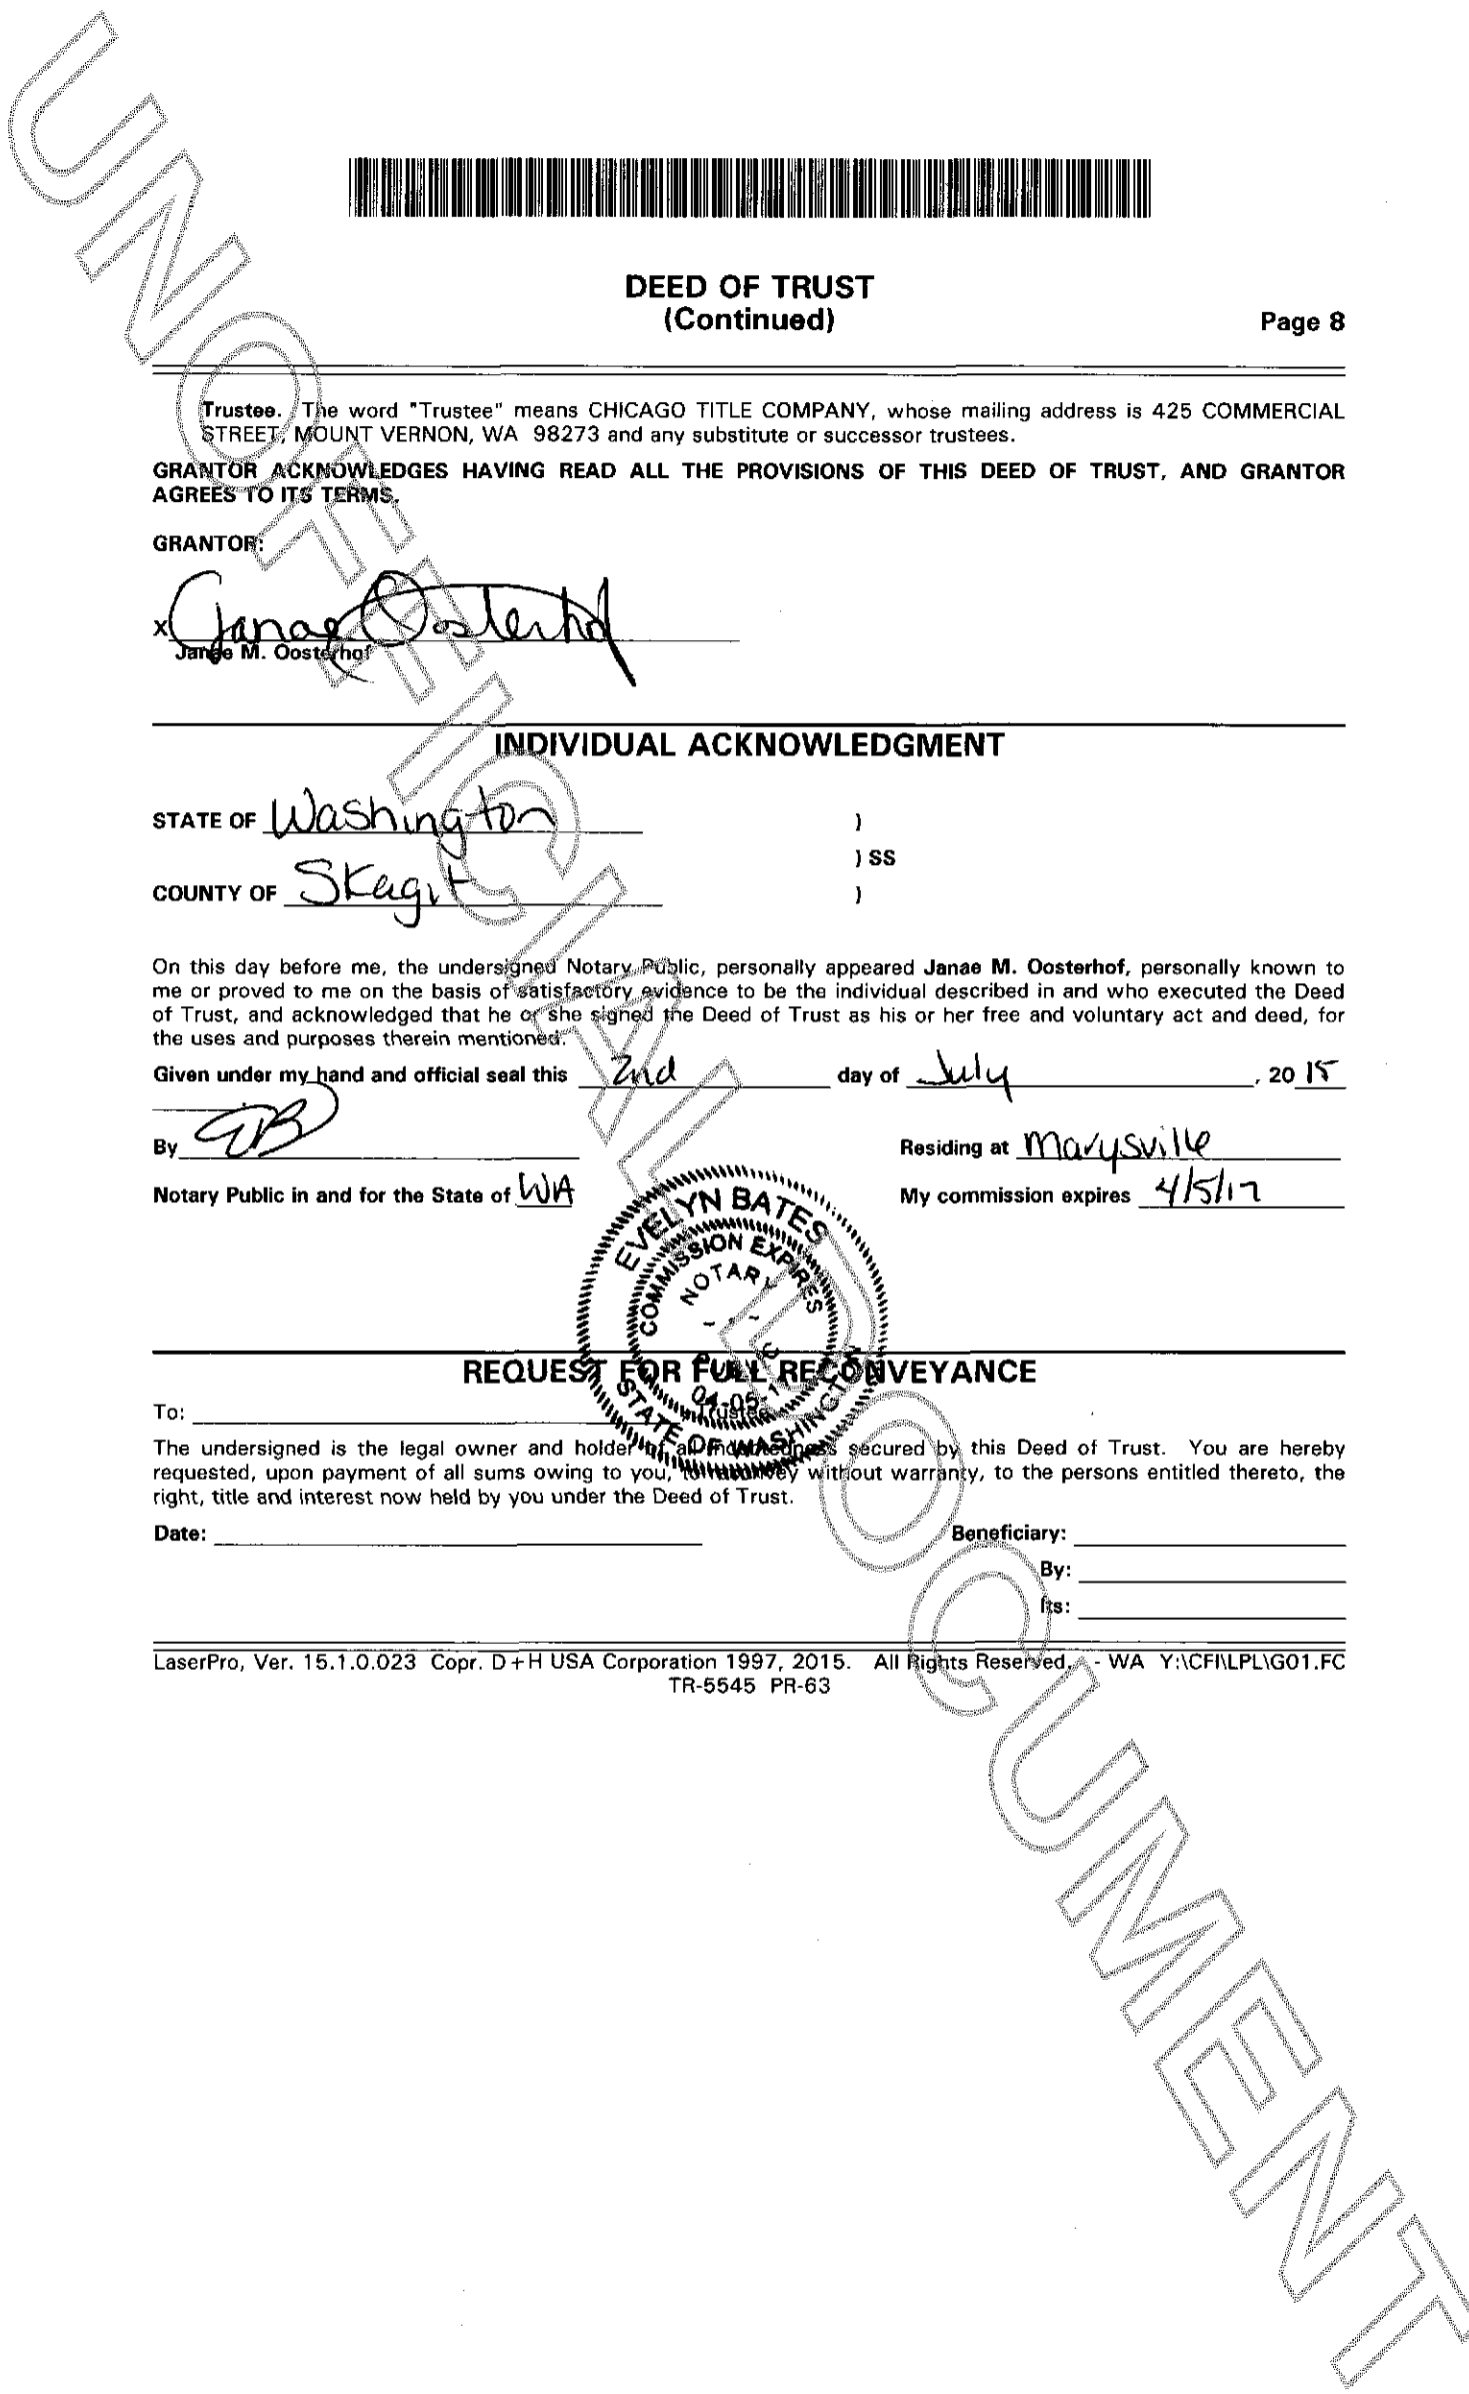 DEED OF TRUST
(Continued)
Page 8
Trustee. The word "Trustee" means CHICAGO TITLE COMPANY, whose mailing address is 425 COMMERCIAL
STREET, MOUNT VERNON, WA 98273 and any substitute or successor trustees.
GRANTOR ACKNOWLEDGES HAVING READ ALL THE PROVISIONS OF THIS DEED OF TRUST, AND GRANTOR
AGREES TO ITS TERMS.
GRANTOR:
X Janae Oosterhof
Janae M. Oosterhof
INDIVIDUAL ACKNOWLEDGMENT
STATE OF Washington )
) SS
COUNTY OF Skagit )
On this day before me, the undersigned Notary Public, personally appeared Janae M. Oosterhof, personally known to
me or proved to me on the basis of satisfactory evidence to be the individual described in and who executed the Deed
of Trust, and acknowledged that he or she signed the Deed of Trust as his or her free and voluntary act and deed, for
the uses and purposes therein mentioned.
Given under my hand and official seal this 2nd day of July, 20 15
By EB Residing at Marysville
Notary Public in and for the State of WA My commission expires 4/5/17
EVELYN BATES
COMMISSION EXPIRES
NOTARY
04-05-17
STATE OF WASHINGTON
REQUEST FOR FULL RECONVEYANCE
To: , Trustee
The undersigned is the legal owner and holder of all indebtedness secured by this Deed of Trust. You are hereby
requested, upon payment of all sums owing to you, to reconvey without warranty, to the persons entitled thereto, the
right, title and interest now held by you under the Deed of Trust.
Date: Beneficiary:
By:
Its:
LaserPro, Ver. 15.1.0.023 Copr. D+H USA Corporation 1997, 2015. All Rights Reserved. - WA Y:\CFI\LPL\G01.FC
TR-5545 PR-63
UNOFFICIAL DOCUMENT